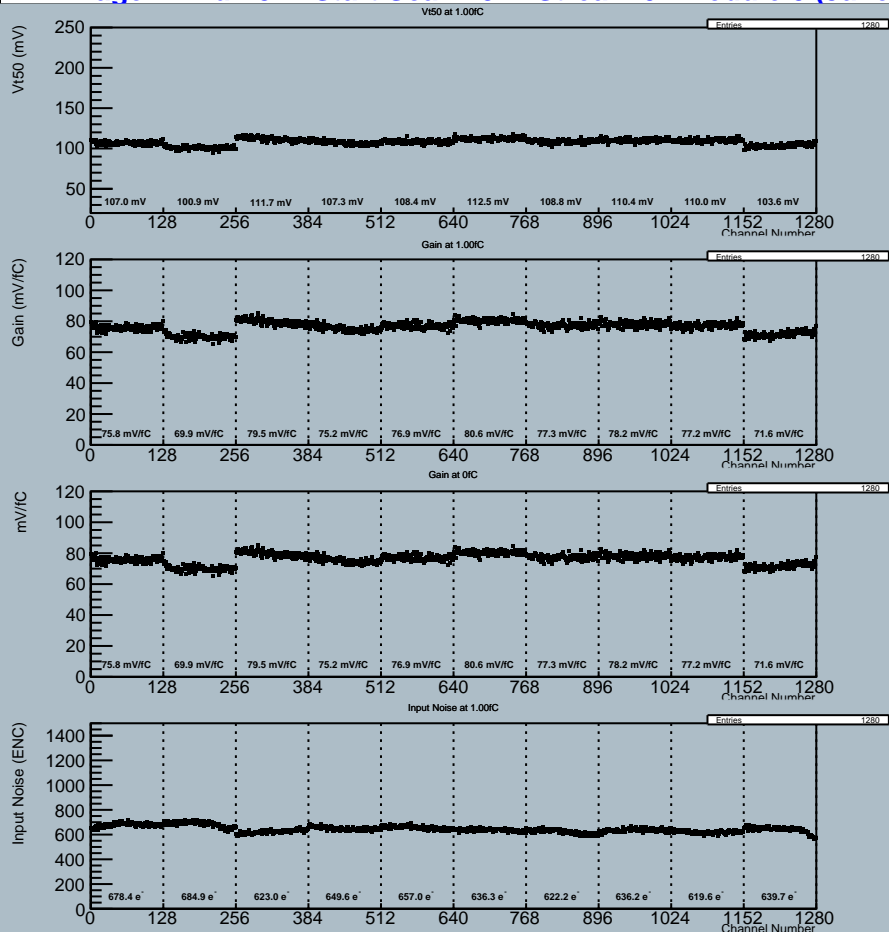 Vt50 at 1.00fC
Entries 1280
Vt50 (mV)
250
200
150
100
50
107.0 mV 100.9 mV 111.7 mV 107.3 mV 108.4 mV 112.5 mV 108.8 mV 110.4 mV 110.0 mV 103.6 mV
0 128 256 384 512 640 768 896 1024 1152 1280
Channel Number
Gain at 1.00fC
Entries 1280
Gain (mV/fC)
120
100
80
60
40
20
0
75.8 mV/fC 69.9 mV/fC 79.5 mV/fC 75.2 mV/fC 76.9 mV/fC 80.6 mV/fC 77.3 mV/fC 78.2 mV/fC 77.2 mV/fC 71.6 mV/fC
0 128 256 384 512 640 768 896 1024 1152 1280
Channel Number
Gain at 0fC
Entries 1280
mV/fC
120
100
80
60
40
20
0
75.8 mV/fC 69.9 mV/fC 79.5 mV/fC 75.2 mV/fC 76.9 mV/fC 80.6 mV/fC 77.3 mV/fC 78.2 mV/fC 77.2 mV/fC 71.6 mV/fC
0 128 256 384 512 640 768 896 1024 1152 1280
Channel Number
Input Noise at 1.00fC
Entries 1280
Input Noise (ENC)
1400
1200
1000
800
600
400
200
0
678.4 e⁻ 684.9 e⁻ 623.0 e⁻ 649.6 e⁻ 657.0 e⁻ 636.3 e⁻ 622.2 e⁻ 636.2 e⁻ 619.6 e⁻ 639.7 e⁻
0 128 256 384 512 640 768 896 1024 1152 1280
Channel Number